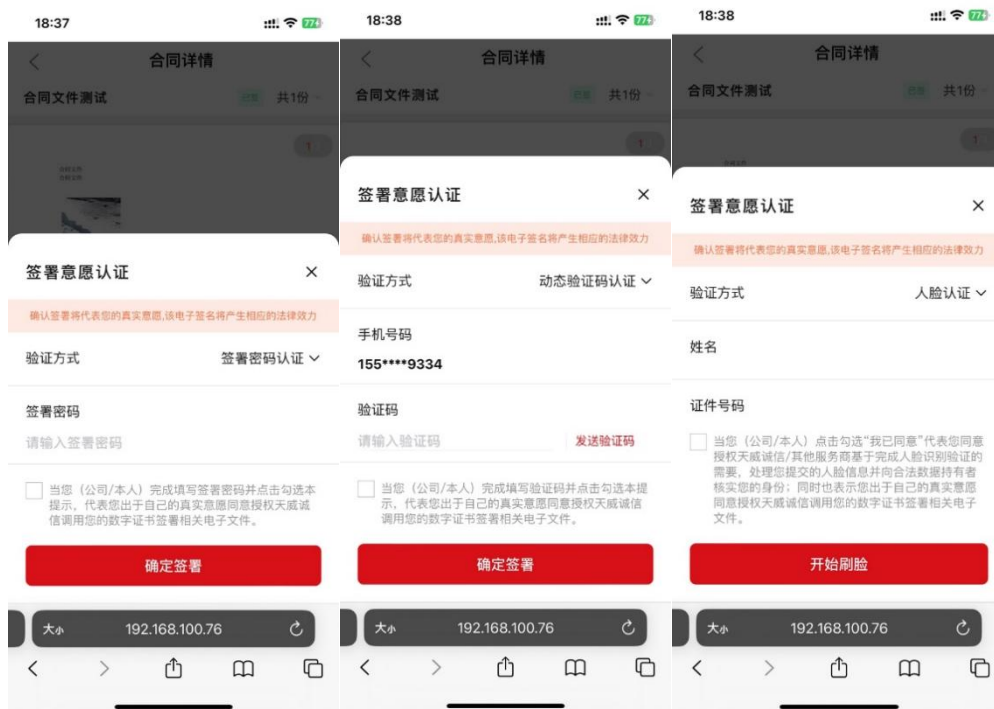 18:37
77
合同详情
合同文件测试
共1份
1
签署意愿认证
确认签署将代表您的真实意愿,该电子签名将产生相应的法律效力
验证方式
签署密码认证
签署密码
请输入签署密码
当您（公司/本人）完成填写签署密码并点击勾选本
提示，代表您出于自己的真实意愿同意授权天威诚
信调用您的数字证书签署相关电子文件。
确定签署
大小
192.168.100.76
18:38
77
合同详情
合同文件测试
共1份
1
签署意愿认证
确认签署将代表您的真实意愿,该电子签名将产生相应的法律效力
验证方式
动态验证码认证
手机号码
155****9334
验证码
请输入验证码
发送验证码
当您（公司/本人）完成填写验证码并点击勾选本提
示，代表您出于自己的真实意愿同意授权天威诚信
调用您的数字证书签署相关电子文件。
确定签署
大小
192.168.100.76
18:38
77
合同详情
合同文件测试
共1份
1
签署意愿认证
确认签署将代表您的真实意愿,该电子签名将产生相应的法律效力
验证方式
人脸认证
姓名
证件号码
当您（公司/本人）点击勾选“我已同意”代表您同意
授权天威诚信/其他服务商基于完成人脸识别验证的
需要，处理您提交的人脸信息并向合法数据持有者
核实您的身份；同时也表示您出于自己的真实意愿
同意授权天威诚信调用您的数字证书签署相关电子
文件。
开始刷脸
大小
192.168.100.76